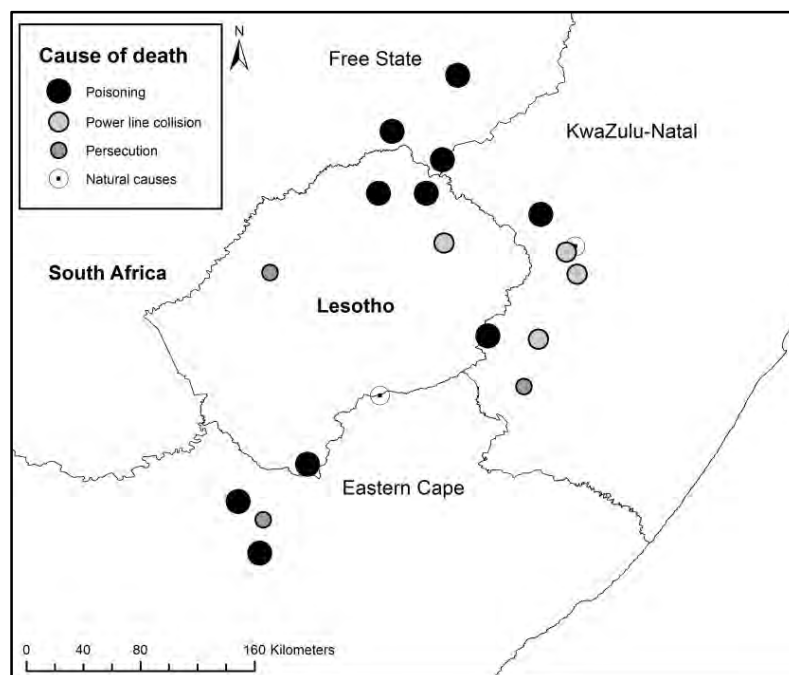 Cause of death
Poisoning
Power line collision
Persecution
Natural causes
N
Free State
KwaZulu-Natal
South Africa
Lesotho
Eastern Cape
0 40 80 160 Kilometers